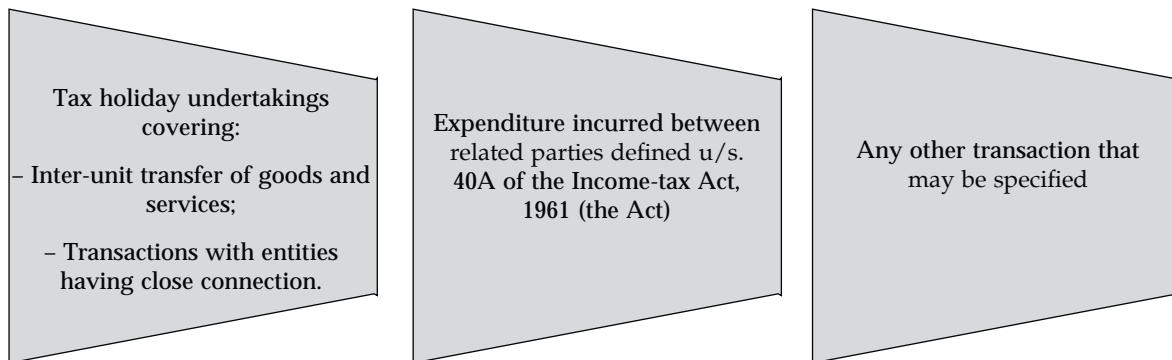 Tax holiday undertakings
covering:
– Inter-unit transfer of goods and
services;
– Transactions with entities
having close connection.
Expenditure incurred between
related parties defined u/s.
40A of the Income-tax Act,
1961 (the Act)
Any other transaction that
may be specified